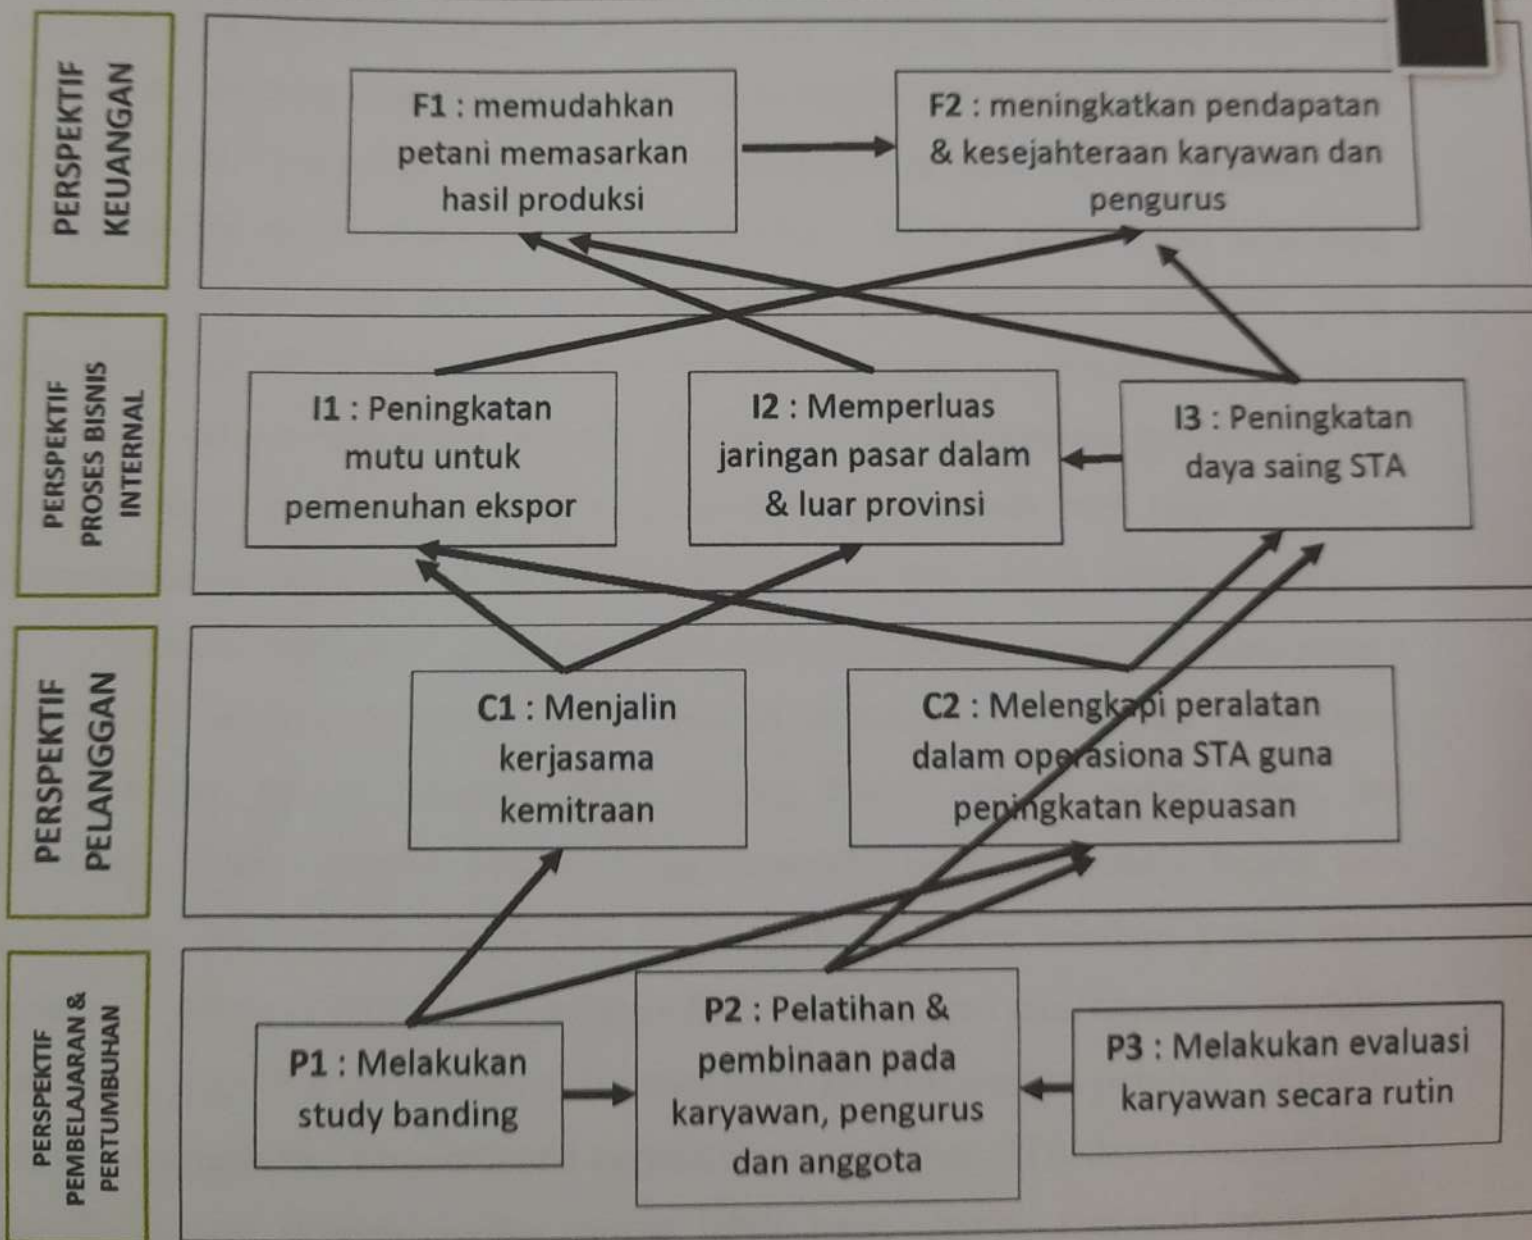 PERSPEKTIF
KEUANGAN
F1 : memudahkan
petani memasarkan
hasil produksi
F2 : meningkatkan pendapatan
& kesejahteraan karyawan dan
pengurus
PERSPEKTIF
PROSES BISNIS
INTERNAL
I1 : Peningkatan
mutu untuk
pemenuhan ekspor
I2 : Memperluas
jaringan pasar dalam
& luar provinsi
I3 : Peningkatan
daya saing STA
PERSPEKTIF
PELANGGAN
C1 : Menjalin
kerjasama
kemitraan
C2 : Melengkapi peralatan
dalam operasiona STA guna
peningkatan kepuasan
PERSPEKTIF
PEMBELAJARAN &
PERTUMBUHAN
P1 : Melakukan
study banding
P2 : Pelatihan &
pembinaan pada
karyawan, pengurus
dan anggota
P3 : Melakukan evaluasi
karyawan secara rutin